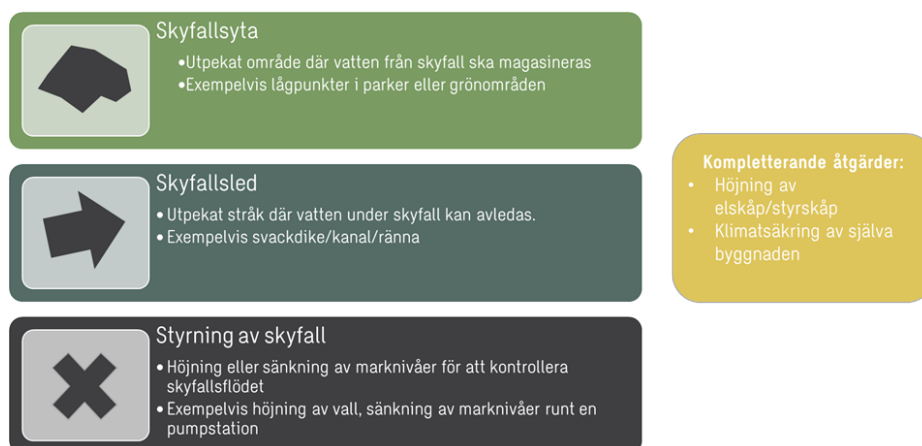 Skyfallsyta
•Utpekat område där vatten från skyfall ska magasineras
•Exempelvis lågpunkter i parker eller grönområden
Skyfallsled
• Utpekat stråk där vatten under skyfall kan avledas.
• Exempelvis svackdike/kanal/ränna
Styrning av skyfall
• Höjning eller sänkning av marknivåer för att kontrollera
skyfallsflödet
• Exempelvis höjning av vall, sänkning av marknivåer runt en
pumpstation
Kompletterande åtgärder:
• Höjning av
elskåp/styrskåp
• Klimatsäkring av själva
byggnaden